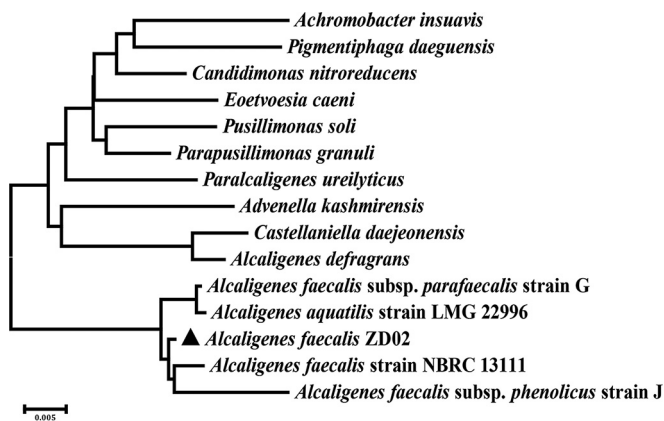 Achromobacter insuavis
Pigmentiphaga daeguensis
Candidimonas nitroreducens
Eoetvoesia caeni
Pusillimonas soli
Parapusillimonas granuli
Paralcaligenes ureilyticus
Advenella kashmirensis
Castellaniella daejeonensis
Alcaligenes defragrans
Alcaligenes faecalis subsp. parafaecalis strain G
Alcaligenes aquatilis strain LMG 22996
Alcaligenes faecalis ZD02
Alcaligenes faecalis strain NBRC 13111
Alcaligenes faecalis subsp. phenolicus strain J
0.005